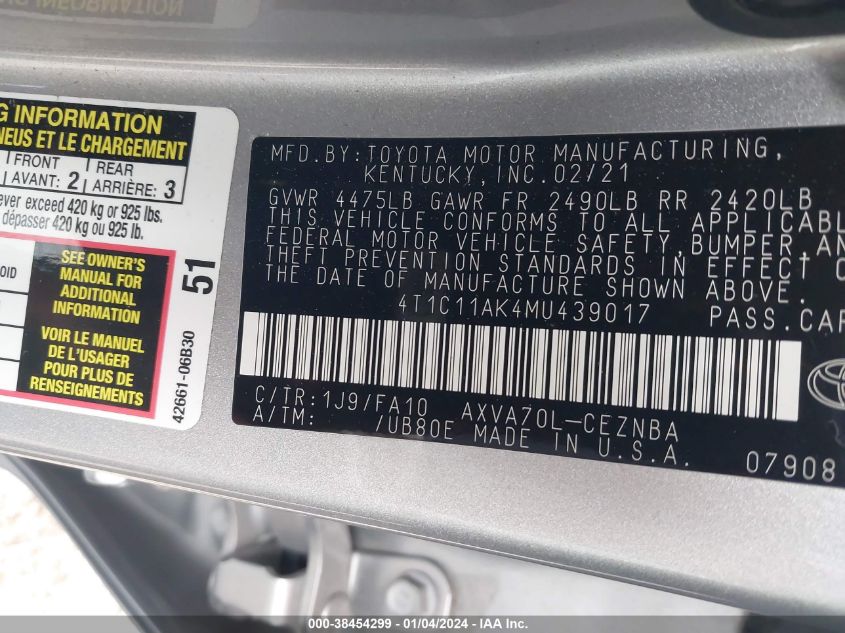 G INFORMATION
NEUS ET LE CHARGEMENT
FRONT
AVANT: 2
REAR
ARRIÈRE: 3
ever exceed 420 kg or 925 lbs.
dépasser 420 kg ou 925 lb.
OID
SEE OWNER'S
MANUAL FOR
ADDITIONAL
INFORMATION
VOIR LE MANUEL
DE L'USAGER
POUR PLUS DE
RENSEIGNEMENTS
51
42661-06B30
MFD.BY:TOYOTA MOTOR MANUFACTURING,
KENTUCKY, INC.02/21
GVWR 4475LB GAWR FR 2490LB RR 2420LB
THIS VEHICLE CONFORMS TO ALL APPLICABL
FEDERAL MOTOR VEHICLE SAFETY,BUMPER,AN
THEFT PREVENTION STANDARDS IN EFFECT O
THE DATE OF MANUFACTURE SHOWN ABOVE.
4T1C11AK4MU439017 PASS.CAR
C/TR:1J9/FA10 AXVA70L-CEZNBA
A/TM: /UB80E MADE IN U.S.A.
07908
000-38454299 - 01/04/2024 - IAA Inc.